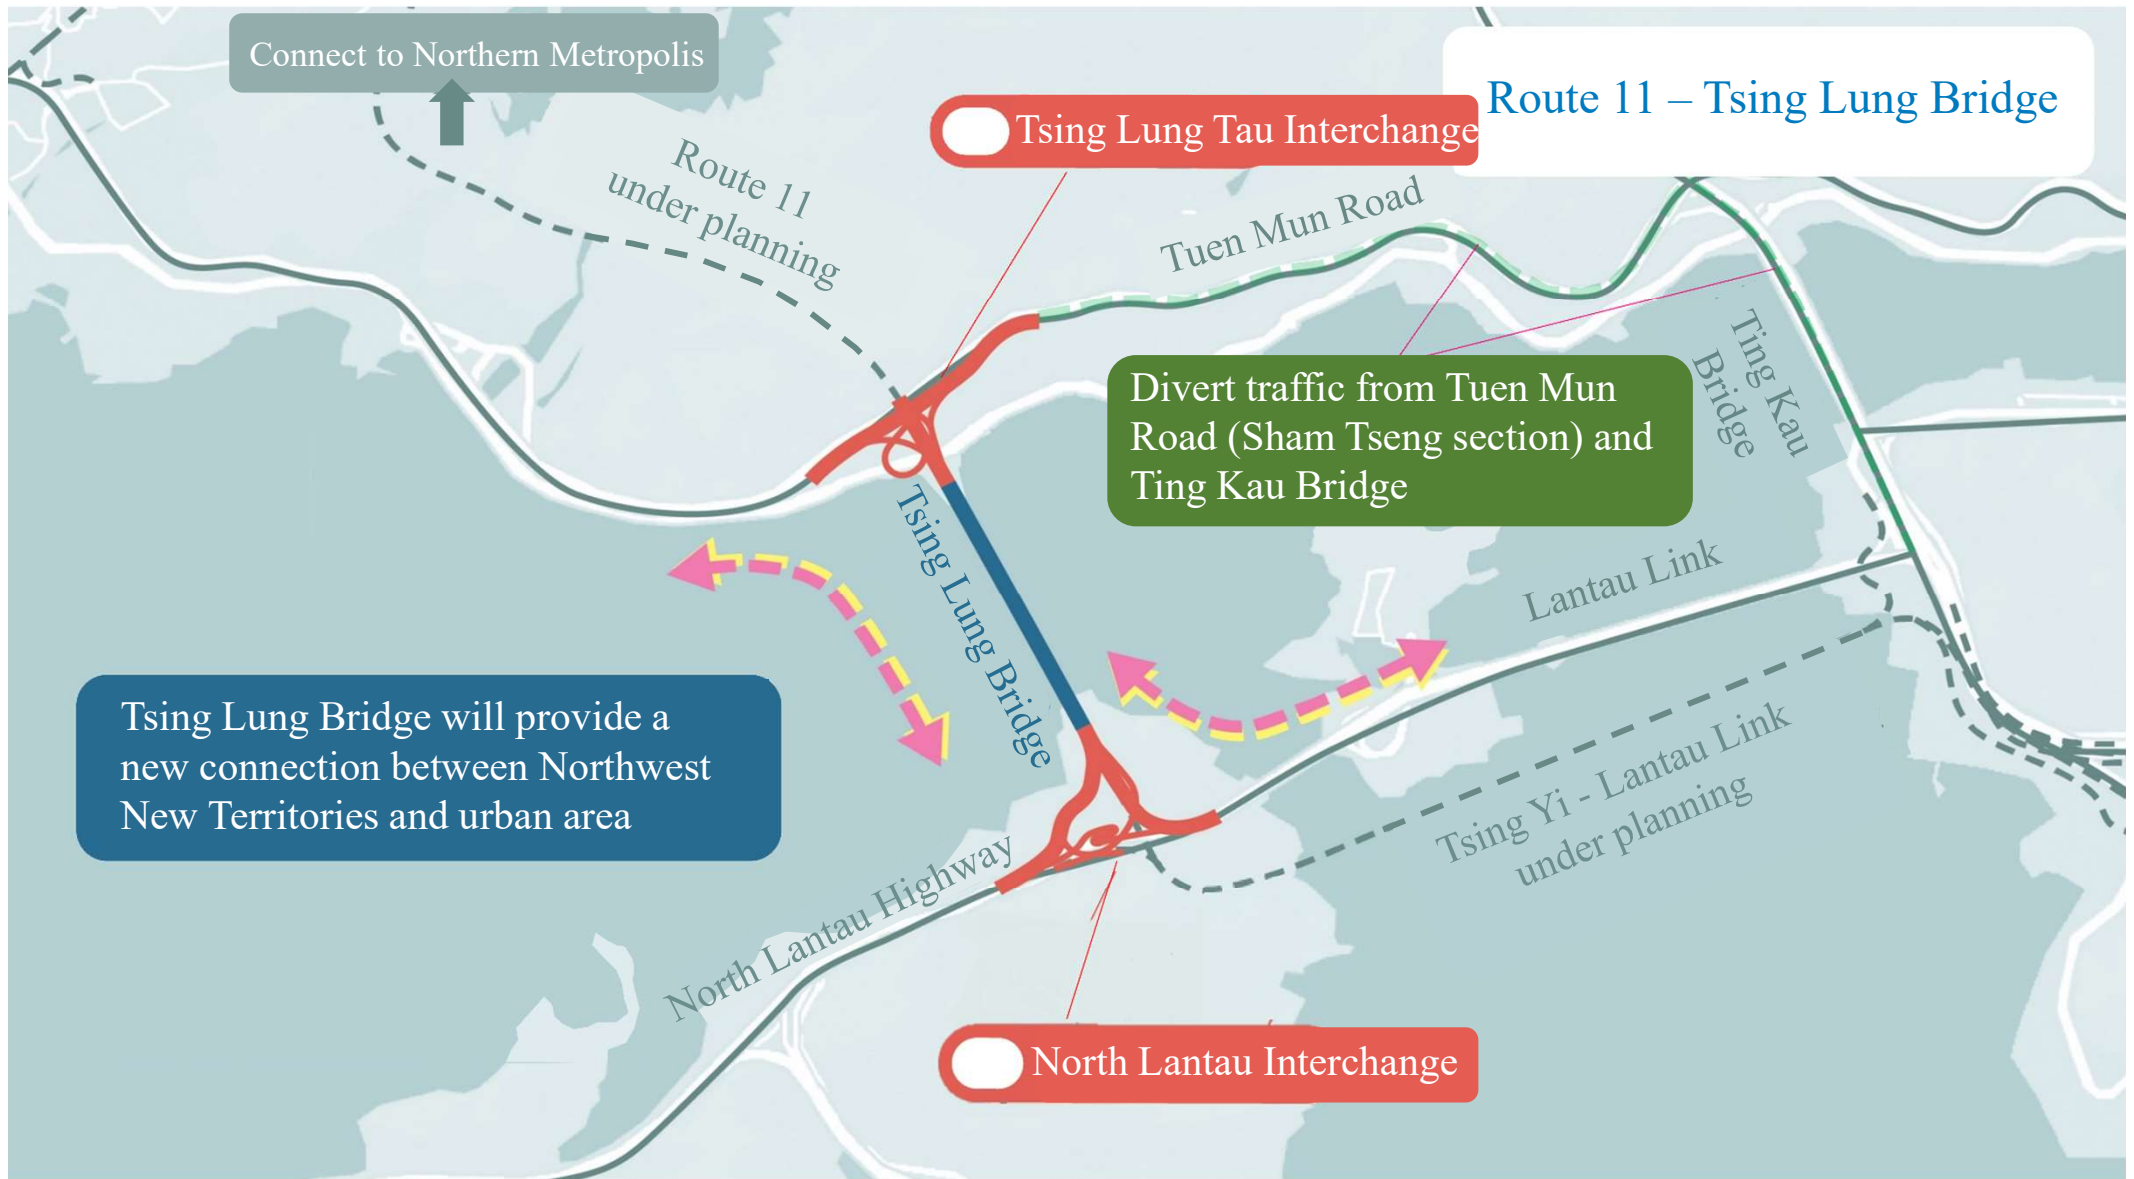 Connect to Northern Metropolis
Route 11 – Tsing Lung Bridge
Tsing Lung Tau Interchange
Route 11
under planning
Tuen Mun Road
Ting Kau
Bridge
Divert traffic from Tuen Mun
Road (Sham Tseng section) and
Ting Kau Bridge
Tsing Lung Bridge
Lantau Link
Tsing Lung Bridge will provide a
new connection between Northwest
New Territories and urban area
Tsing Yi - Lantau Link
under planning
North Lantau Highway
North Lantau Interchange